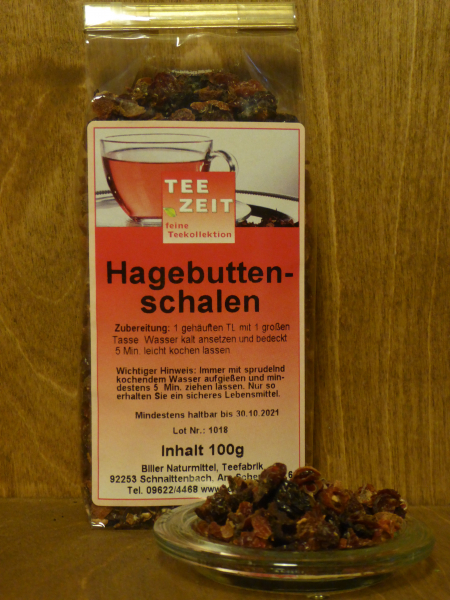 TEE
ZEIT
feine
Teekollektion
Hagebutten-
schalen
Zubereitung: 1 gehäuften TL mit 1 großen
Tasse Wasser kalt ansetzen und bedeckt
5 Min. leicht kochen lassen
Wichtiger Hinweis: Immer mit sprudelnd
kochendem Wasser aufgießen und min-
destens 5 Min. ziehen lassen. Nur so
erhalten Sie ein sicheres Lebensmittel.
Mindestens haltbar bis 30.10.2021
Lot Nr.: 1018
Inhalt 100g
Biller Naturmittel, Teefabrik
92253 Schnaittenbach, Am 6
Tel. 09622/4468